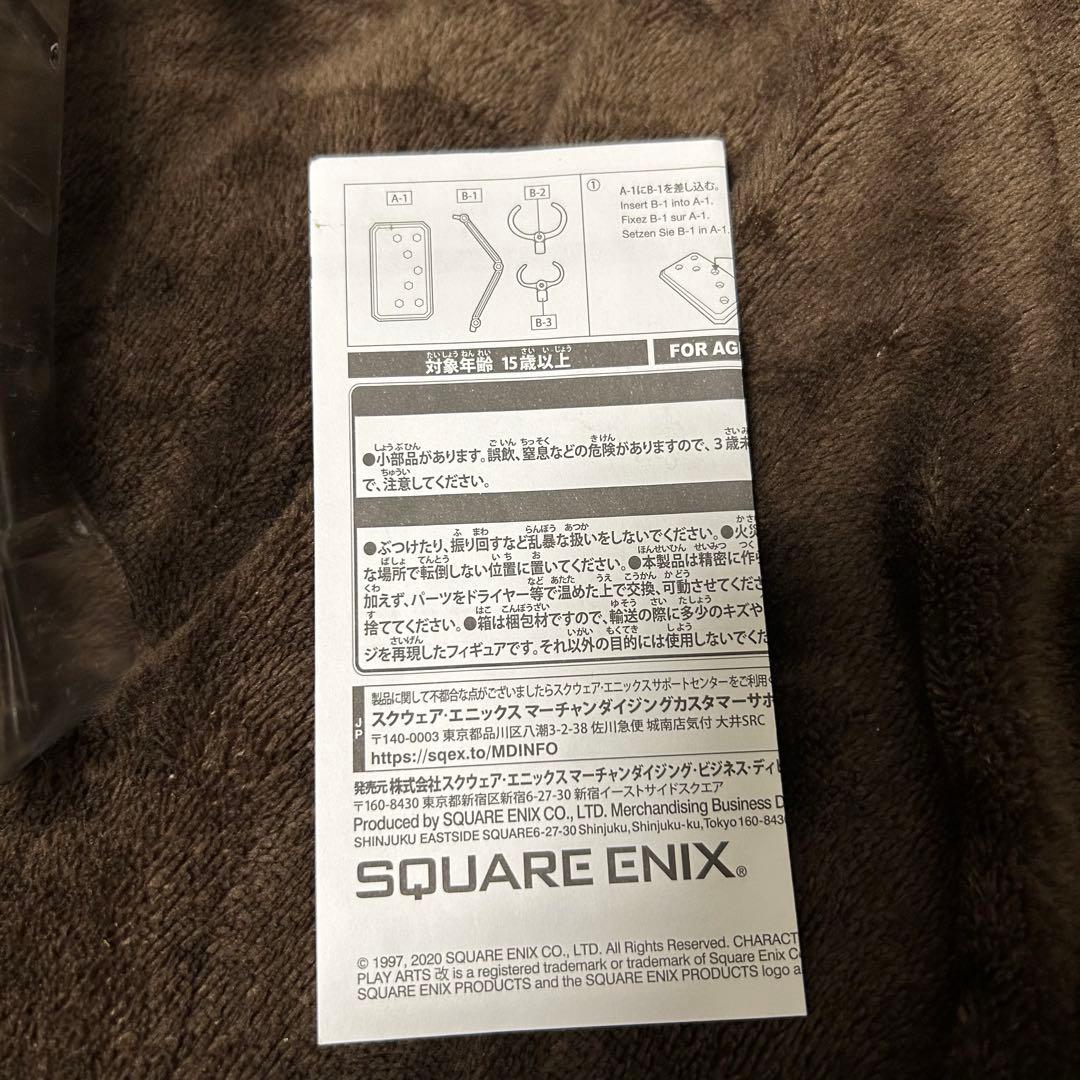 A-1
B-1
B-2
B-3
①
A-1にB-1を差し込む。
Insert B-1 into A-1.
Fixez B-1 sur A-1.
Setzen Sie B-1 in A-1.
対象年齢 15歳以上
FOR AG
●小部品があります。誤飲、窒息などの危険がありますので、3歳未
で、注意してください。
●ぶつけたり、振り回すなど乱暴な扱いをしないでください。●火災
な場所で転倒しない位置に置いてください。●本製品は精密に作ら
加えず、パーツをドライヤー等で温めた上で交換、可動させてくださ
捨ててください。●箱は梱包材ですので、輸送の際に多少のキズや
ジを再現したフィギュアです。それ以外の目的には使用しないでくだ
JP
製品に関して不都合な点がございましたらスクウェア・エニックスサポートセンターをご利用く
スクウェア・エニックス マーチャンダイジングカスタマーサポ
〒140-0003 東京都品川区八潮3-2-38 佐川急便 城南店気付 大井SRC
https://sqex.to/MDINFO
発売元 株式会社スクウェア・エニックス マーチャンダイジング・ビジネス・ディビ
〒160-8430 東京都新宿区新宿6-27-30 新宿イーストサイドスクエア
Produced by SQUARE ENIX CO., LTD. Merchandising Business D
SHINJUKU EASTSIDE SQUARE6-27-30 Shinjuku, Shinjuku-ku, Tokyo 160-8430
SQUARE ENIX®
© 1997, 2020 SQUARE ENIX CO., LTD. All Rights Reserved. CHARACT
PLAY ARTS 改 is a registered trademark or trademark of Square Enix C
SQUARE ENIX PRODUCTS and the SQUARE ENIX PRODUCTS logo a